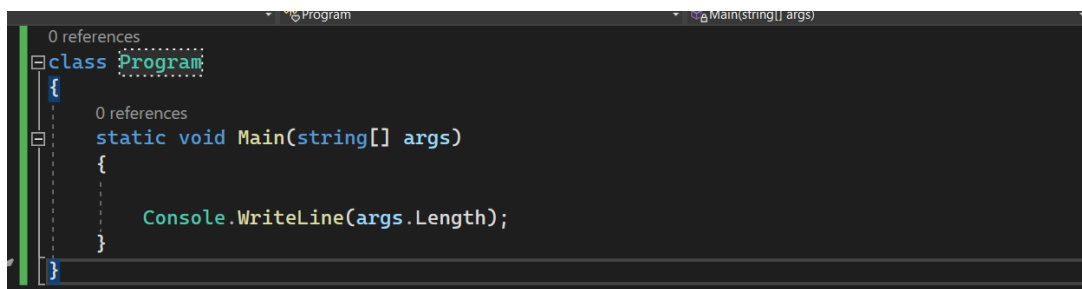 Program Main(string[] args)
0 references
class Program
{
0 references
static void Main(string[] args)
{
Console.WriteLine(args.Length);
}
}